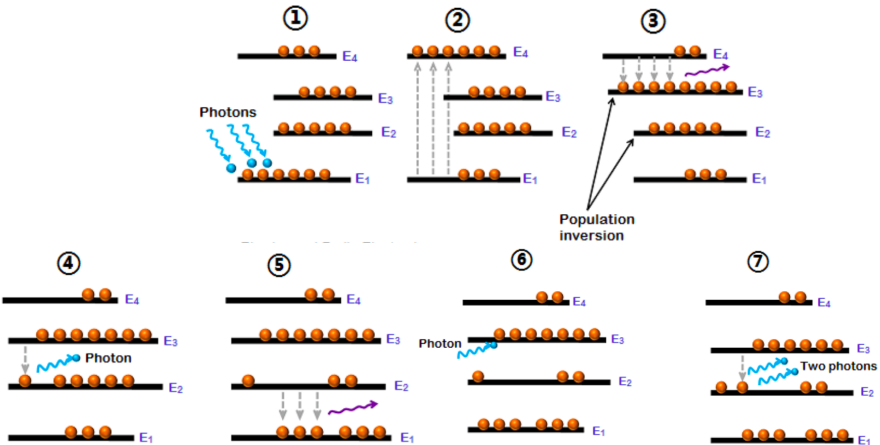 ①
②
③
E4
E4
E4
Photons
E3
E3
E3
E2
E2
E2
E1
E1
E1
Population
inversion
④
⑤
⑥
⑦
E4
E4
E4
E4
E3
E3
E3
E3
Photon
Photon
Two photons
E2
E2
E2
E2
E1
E1
E1
E1